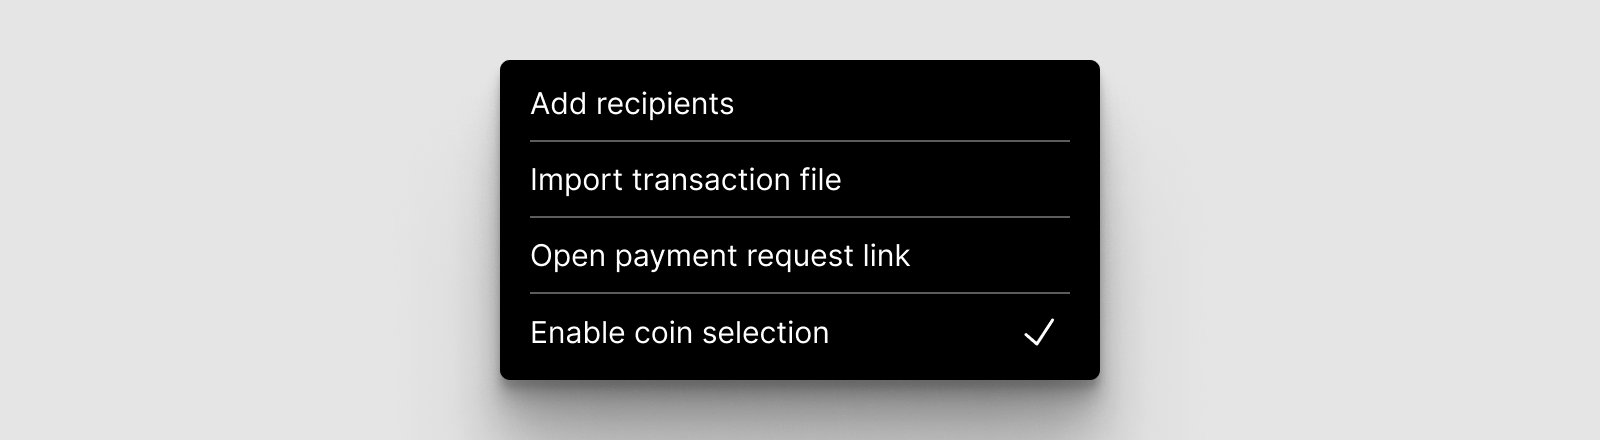 Add recipients
Import transaction file
Open payment request link
Enable coin selection